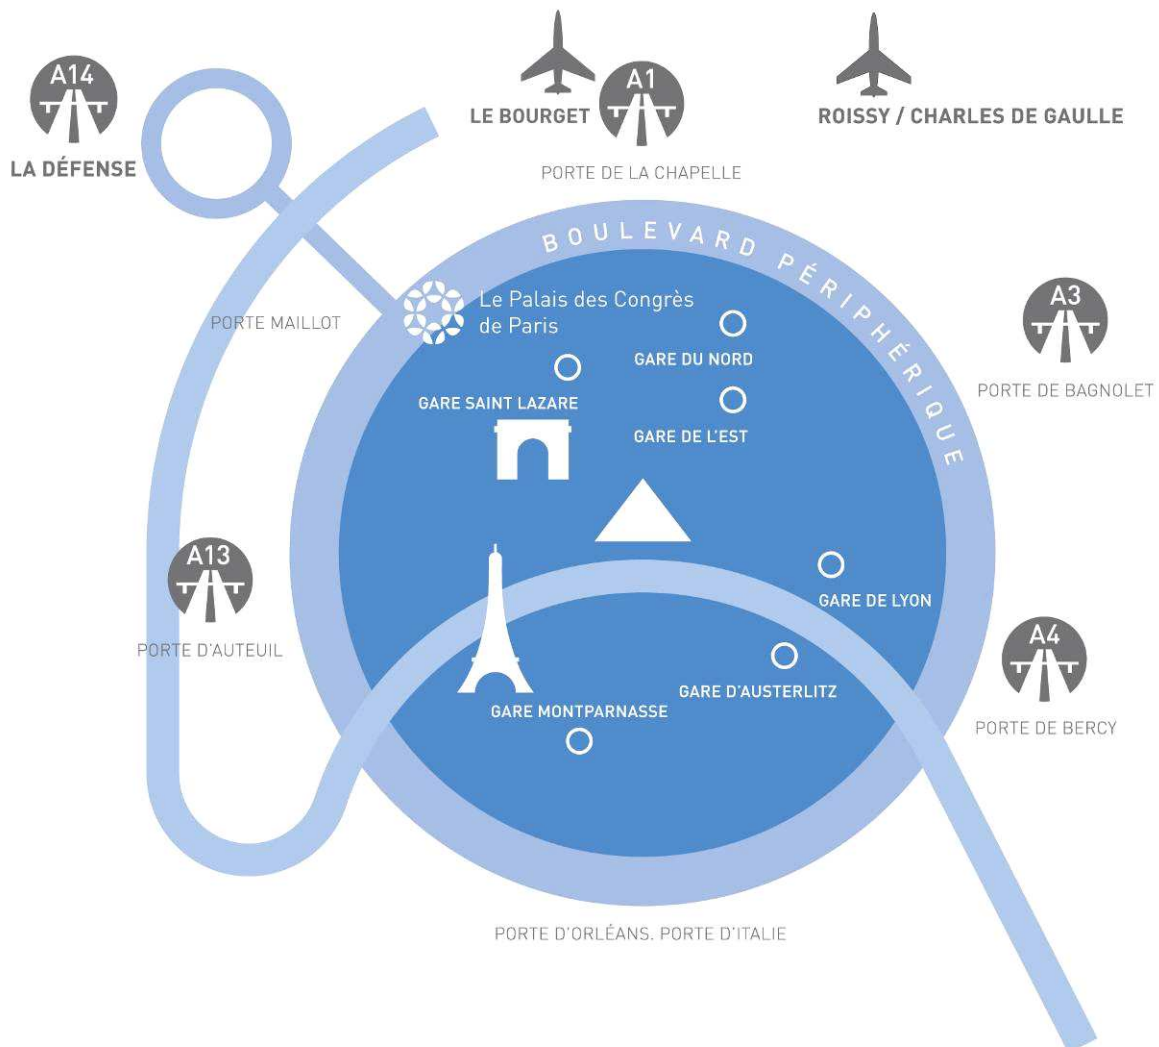 A14
LA DÉFENSE
LE BOURGET
A1
PORTE DE LA CHAPELLE
ROISSY / CHARLES DE GAULLE
BOULEVARD PÉRIPHÉRIQUE
PORTE MAILLOT
Le Palais des Congrès
de Paris
A3
PORTE DE BAGNOLET
GARE DU NORD
GARE SAINT LAZARE
GARE DE L'EST
A13
PORTE D'AUTEUIL
GARE DE LYON
A4
PORTE DE BERCY
GARE D'AUSTERLITZ
GARE MONTPARNASSE
PORTE D'ORLÉANS. PORTE D'ITALIE